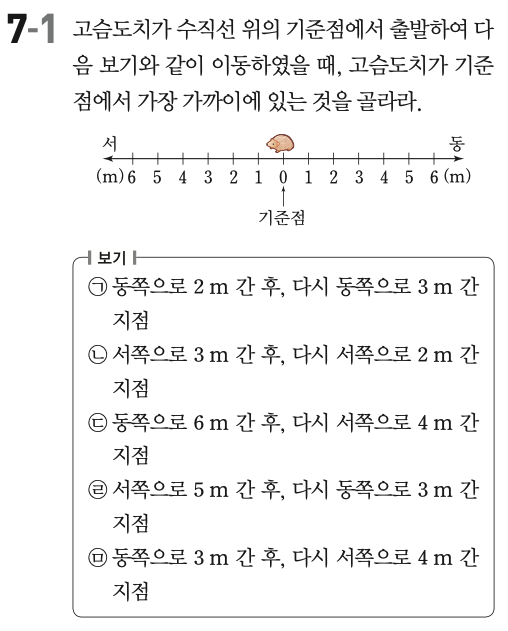 7-1 고슴도치가 수직선 위의 기준점에서 출발하여 다
음 보기와 같이 이동하였을 때, 고슴도치가 기준
점에서 가장 가까이에 있는 것을 골라라.
서 동
(m) 6 5 4 3 2 1 0 1 2 3 4 5 6 (m)
기준점
보기
㉠ 동쪽으로 2 m 간 후, 다시 동쪽으로 3 m 간
지점
㉡ 서쪽으로 3 m 간 후, 다시 서쪽으로 2 m 간
지점
㉢ 동쪽으로 6 m 간 후, 다시 서쪽으로 4 m 간
지점
㉣ 서쪽으로 5 m 간 후, 다시 동쪽으로 3 m 간
지점
㉤ 동쪽으로 3 m 간 후, 다시 서쪽으로 4 m 간
지점